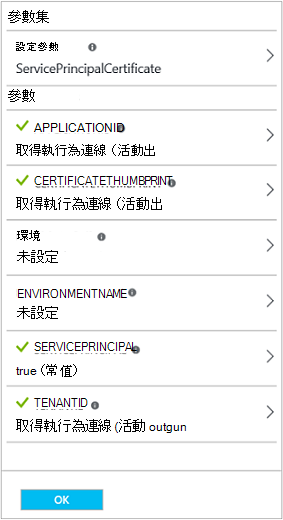 參數集
設定參數
ServicePrincipalCertificate
參數
APPLICATIONID
取得執行為連線 (活動出
CERTIFICATETHUMBPRINT
取得執行為連線 (活動出
環境
未設定
ENVIRONMENTNAME
未設定
SERVICEPRINCIPAL
true (常值)
TENANTID
取得執行為連線 (活動 outgun
OK